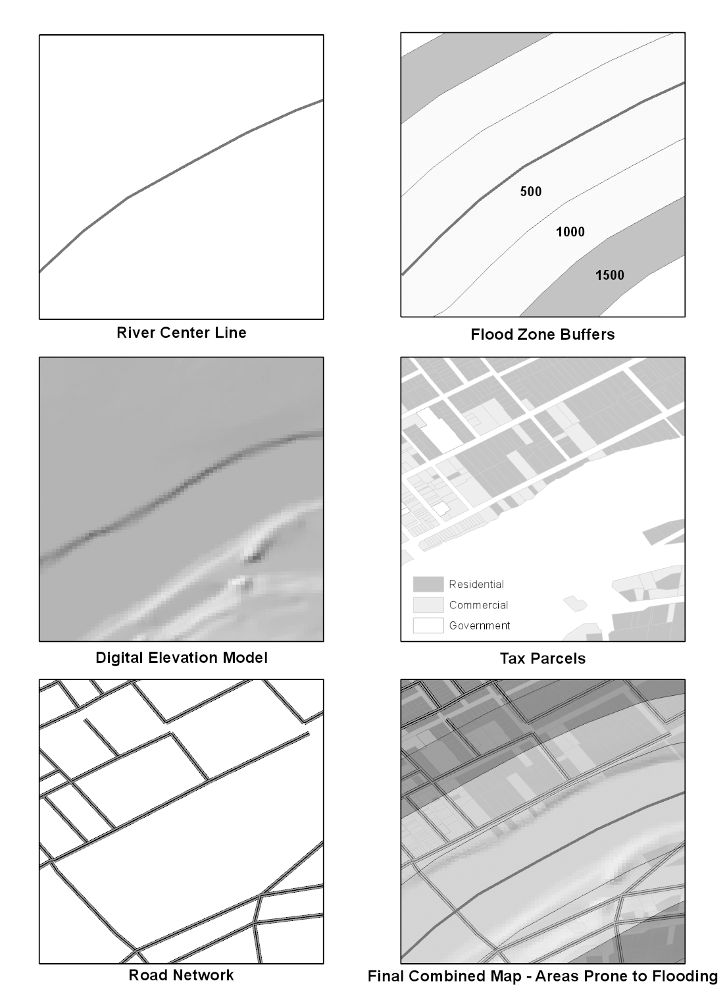 500
1000
1500
River Center Line
Flood Zone Buffers
Residential
Commercial
Government
Digital Elevation Model
Tax Parcels
Road Network
Final Combined Map - Areas Prone to Flooding